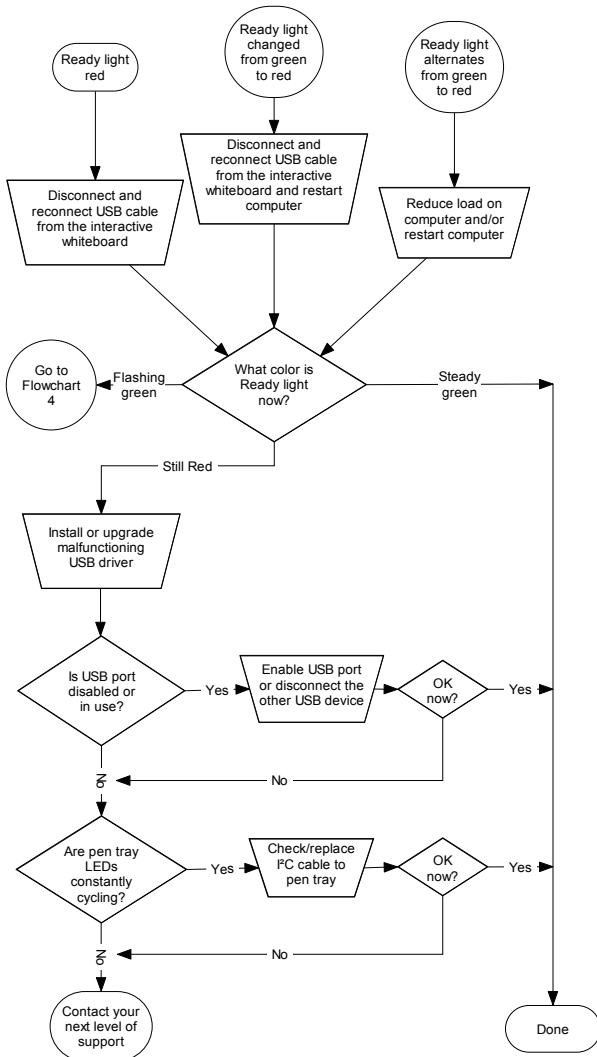 Ready light
red
Ready light
changed
from green
to red
Ready light
alternates
from green
to red
Disconnect and
reconnect USB cable
from the interactive
whiteboard
Disconnect and
reconnect USB cable
from the interactive
whiteboard and restart
computer
Reduce load on
computer and/or
restart computer
Go to
Flowchart
4
Flashing
green
What color is
Ready light
now?
Steady
green
Still Red
Install or upgrade
malfunctioning
USB driver
Is USB port
disabled or
in use?
Yes
Enable USB port
or disconnect the
other USB device
OK
now?
Yes
No
No
Are pen tray
LEDs
constantly
cycling?
Yes
Check/replace
I²C cable to
pen tray
OK
now?
Yes
No
No
Contact your
next level of
support
Done